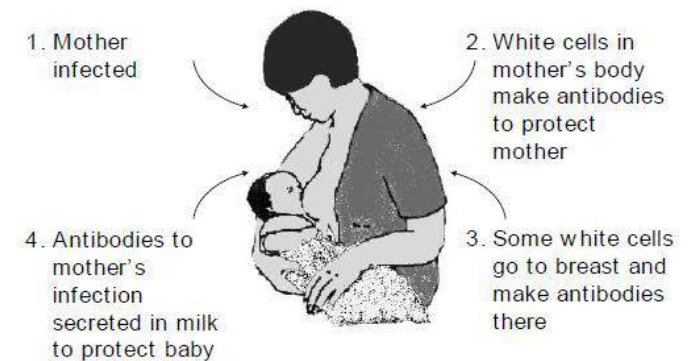 1. Mother
infected
2. White cells in
mother's body
make antibodies
to protect
mother
3. Some white cells
go to breast and
make antibodies
there
4. Antibodies to
mother's
infection
secreted in milk
to protect baby